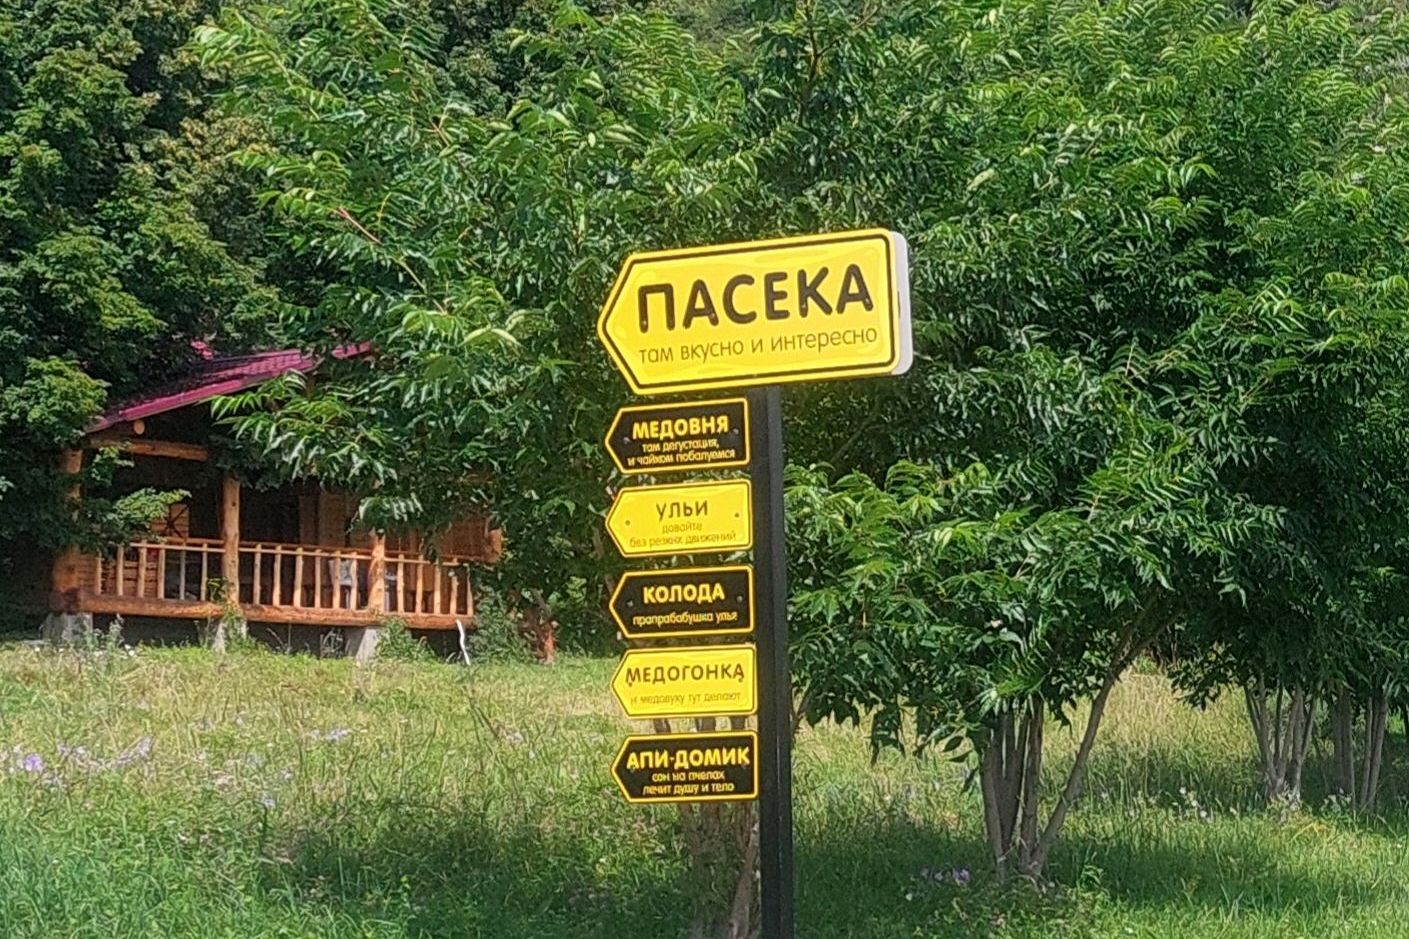 ПАСЕКА
там вкусно и интересно
МЕДОВНЯ
там дегустация,
и чайком побалуемся
УЛЬИ
давайте
без резких движений
КОЛОДА
прапрабабушка улья
МЕДОГОНКА
и медовуху тут делают
АПИ-ДОМИК
сон на пчелах
лечит душу и тело